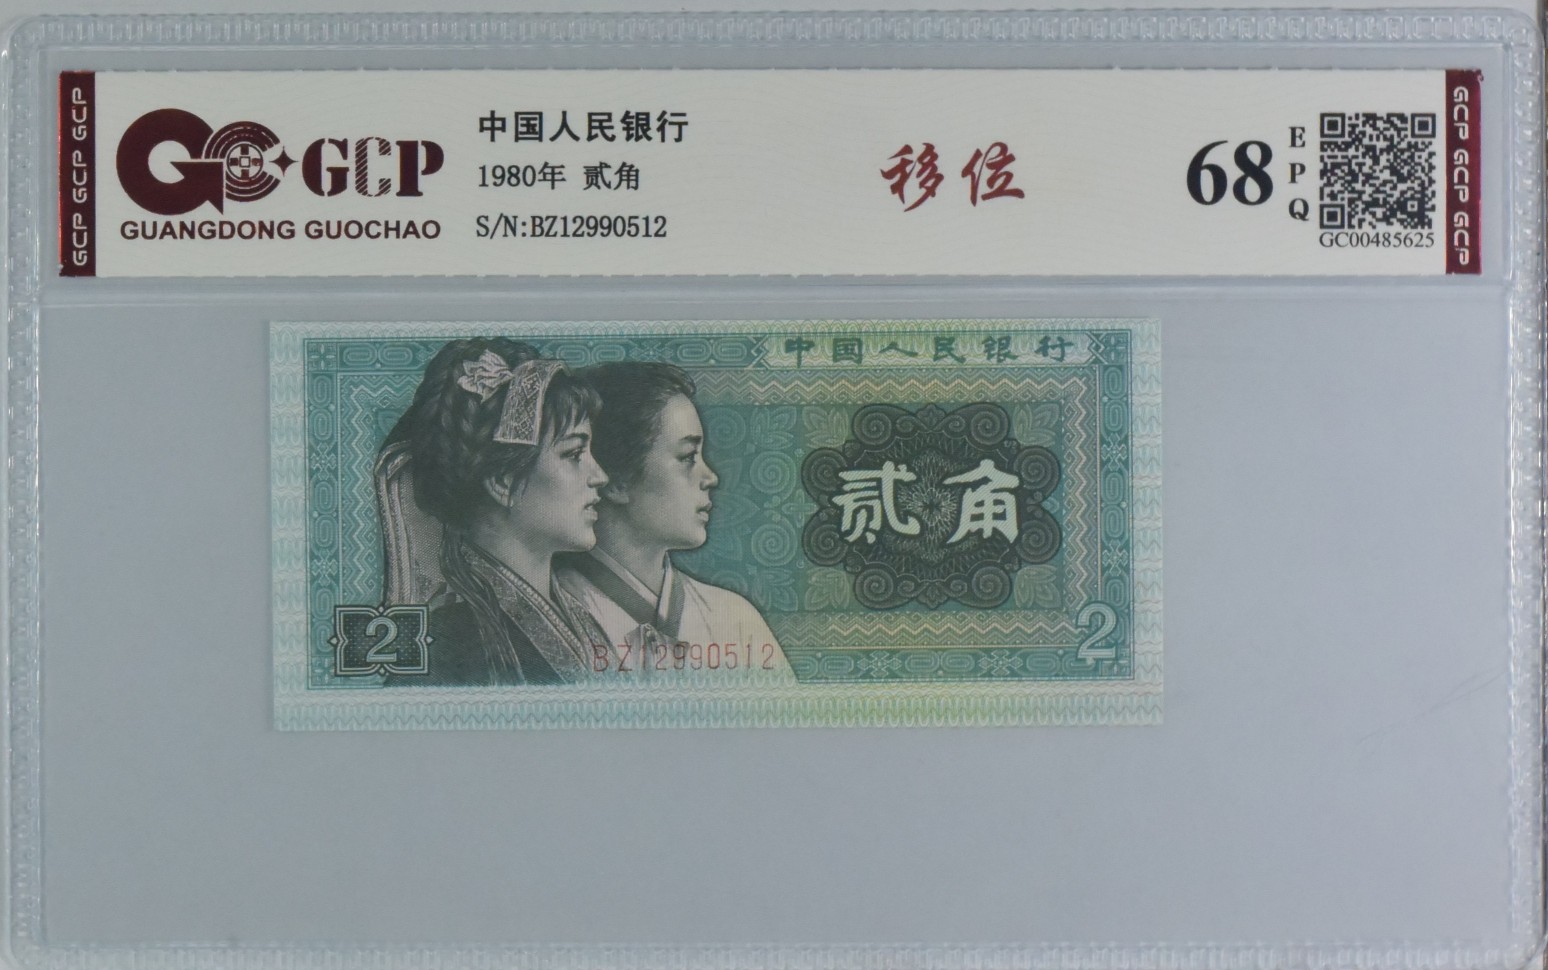 GCP GCP GCP
GCP
GUANGDONG GUOCHAO
中国人民银行
1980年 贰角
S/N:BZ12990512
移位
68
EPQ
GC00485625
GCP GCP GCP
中国人民银行
贰角
2
BZ12990512
2